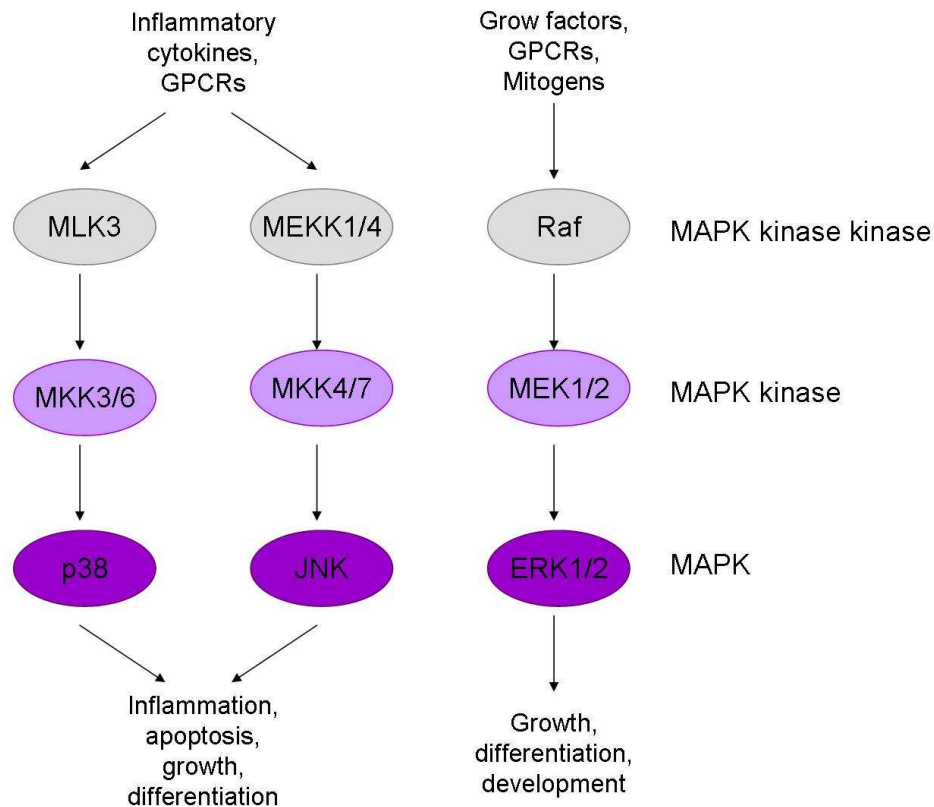 Inflammatory
cytokines,
GPCRs
Grow factors,
GPCRs,
Mitogens
MLK3
MEKK1/4
Raf
MAPK kinase kinase
MKK3/6
MKK4/7
MEK1/2
MAPK kinase
p38
JNK
ERK1/2
MAPK
Inflammation,
apoptosis,
growth,
differentiation
Growth,
differentiation,
development